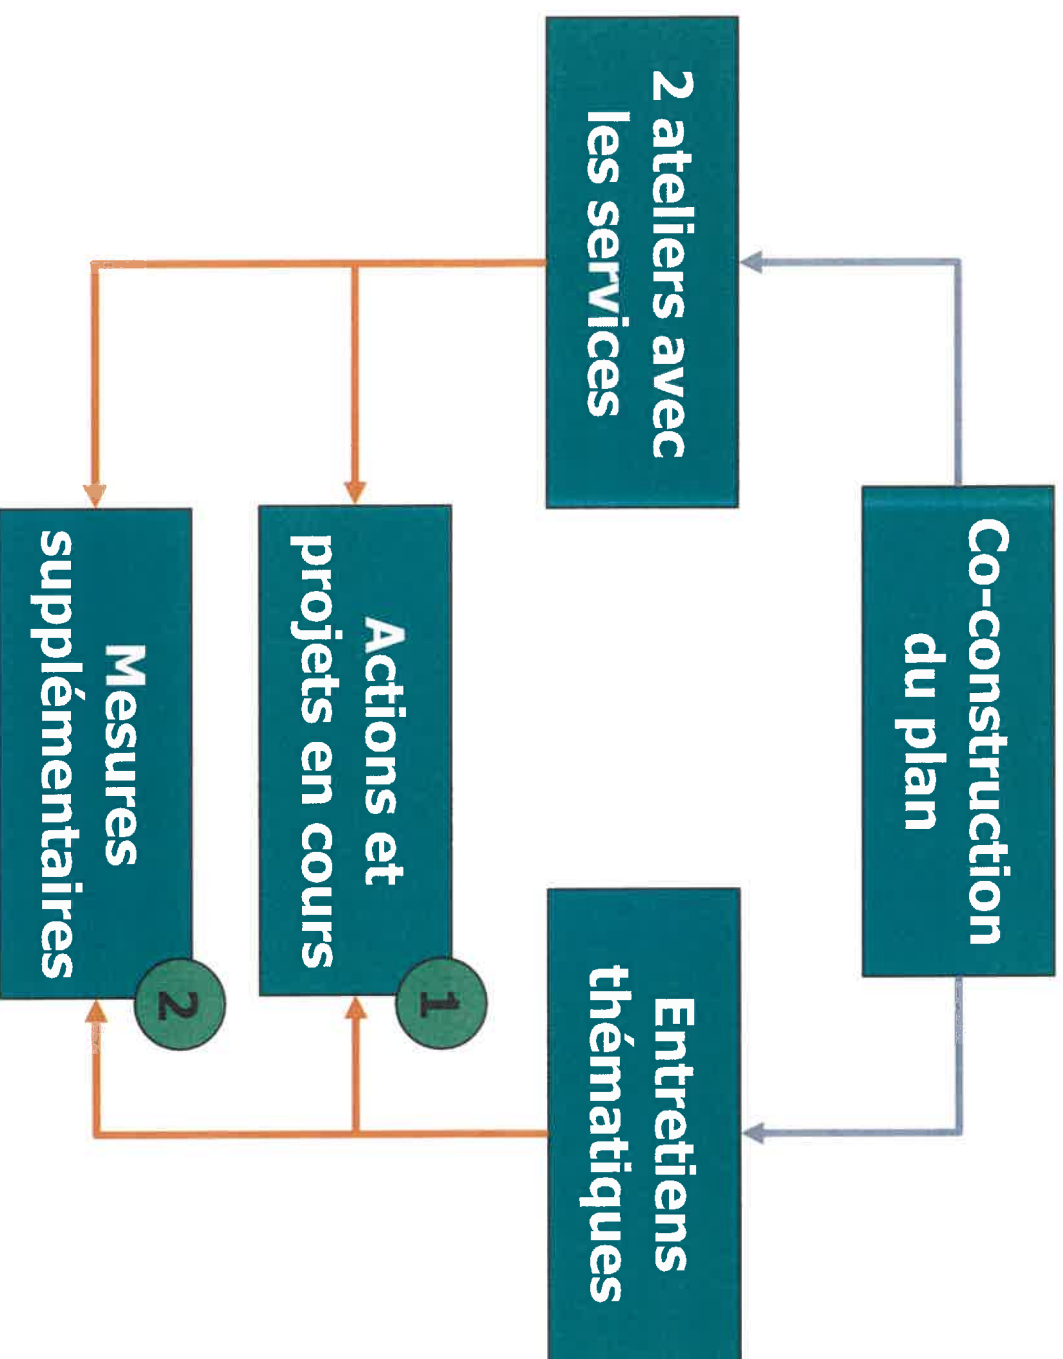 Co-construction
du plan
2 ateliers avec
les services
Entretiens
thématiques
Actions et
projets en cours
1
Mesures
supplémentaires
2